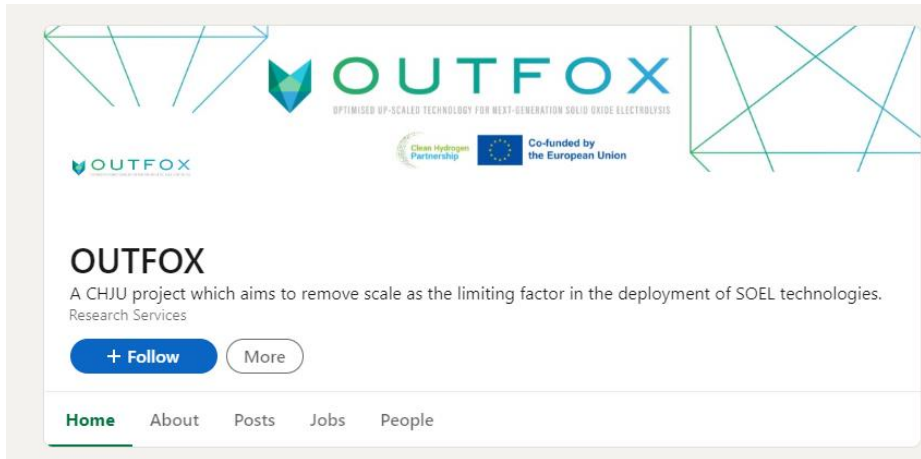 OUTFOX
OPTIMISED UP-SCALED TECHNOLOGY FOR NEXT-GENERATION SOLID OXIDE ELECTROLYSIS
Clean Hydrogen
Partnership
Co-funded by
the European Union
OUTFOX
OUTFOX
A CHJU project which aims to remove scale as the limiting factor in the deployment of SOEL technologies.
Research Services
+ Follow
More
Home About Posts Jobs People